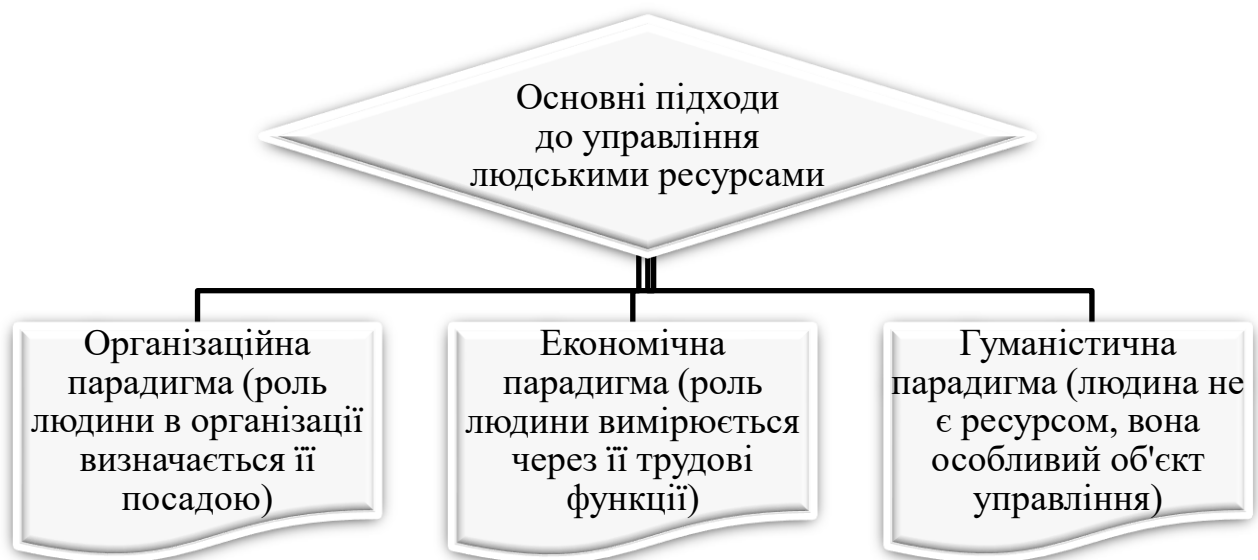 Основні підходи
до управління
людськими ресурсами
Організаційна
парадигма (роль
людини в організації
визначається її
посадою)
Економічна
парадигма (роль
людини вимірюється
через її трудові
функції)
Гуманістична
парадигма (людина не
є ресурсом, вона
особливий об'єкт
управління)